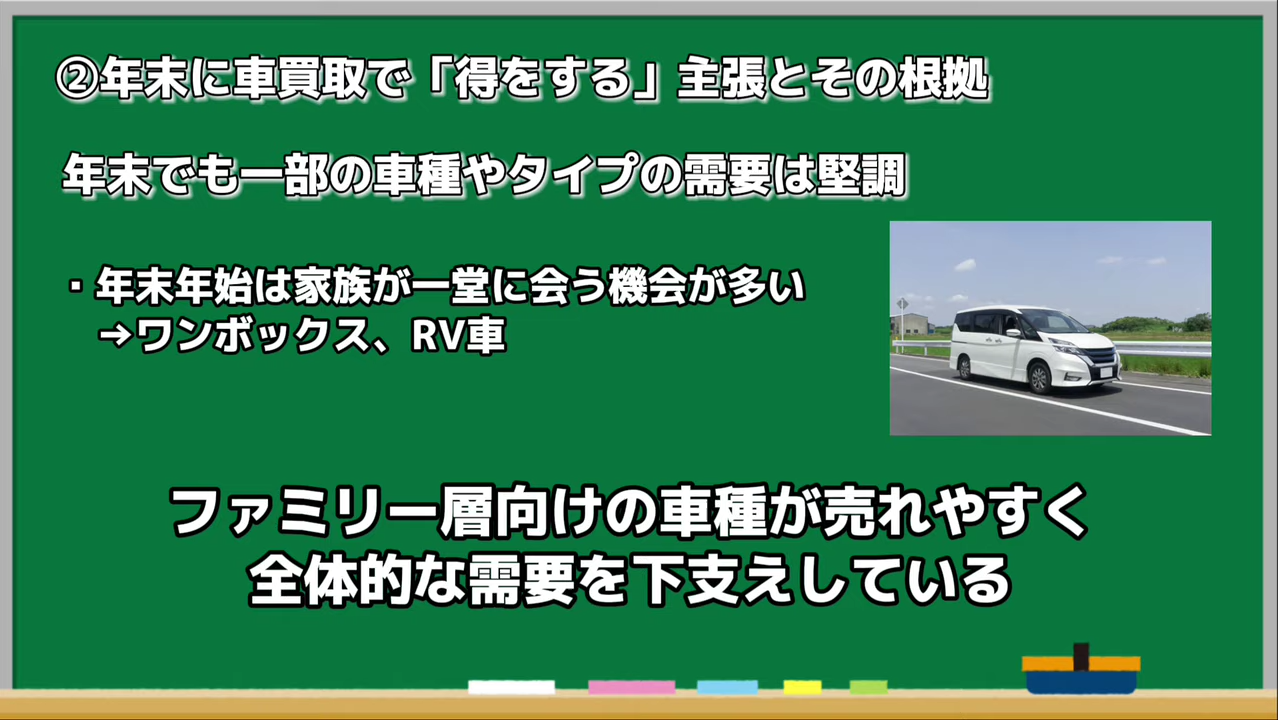 ②年末に車買取で「得をする」主張とその根拠
年末でも一部の車種やタイプの需要は堅調
・年末年始は家族が一堂に会う機会が多い
→ワンボックス、RV車
ファミリー層向けの車種が売れやすく
全体的な需要を下支えしている